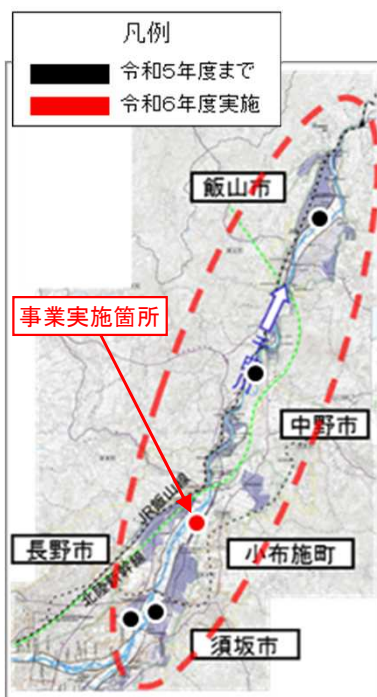 凡例
令和5年度まで
令和6年度実施
飯山市
事業実施箇所
中野市
JR飯山線
長野市
北陸新幹線
小布施町
須坂市